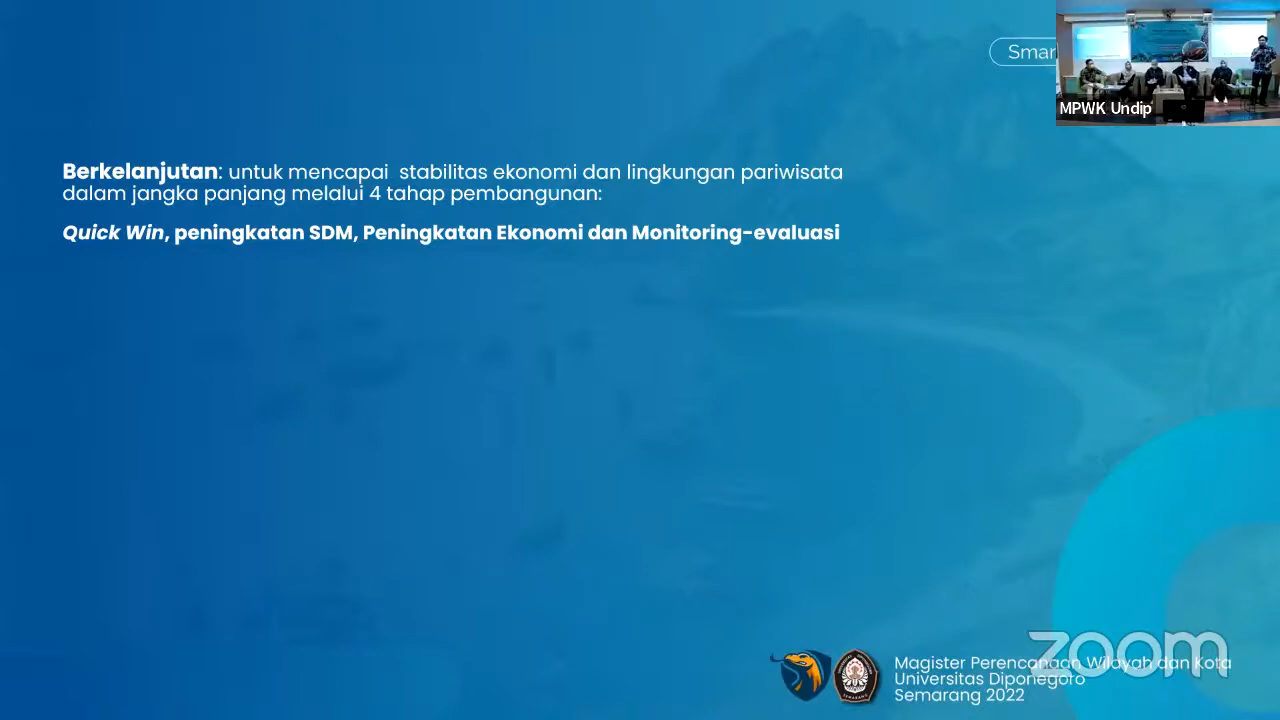 Smar
MPWK Undip
Berkelanjutan: untuk mencapai stabilitas ekonomi dan lingkungan pariwisata
dalam jangka panjang melalui 4 tahap pembangunan:
Quick Win, peningkatan SDM, Peningkatan Ekonomi dan Monitoring-evaluasi
Magister Perencanaan Wilayah dan Kota
Universitas Diponegoro
Semarang 2022
zoom